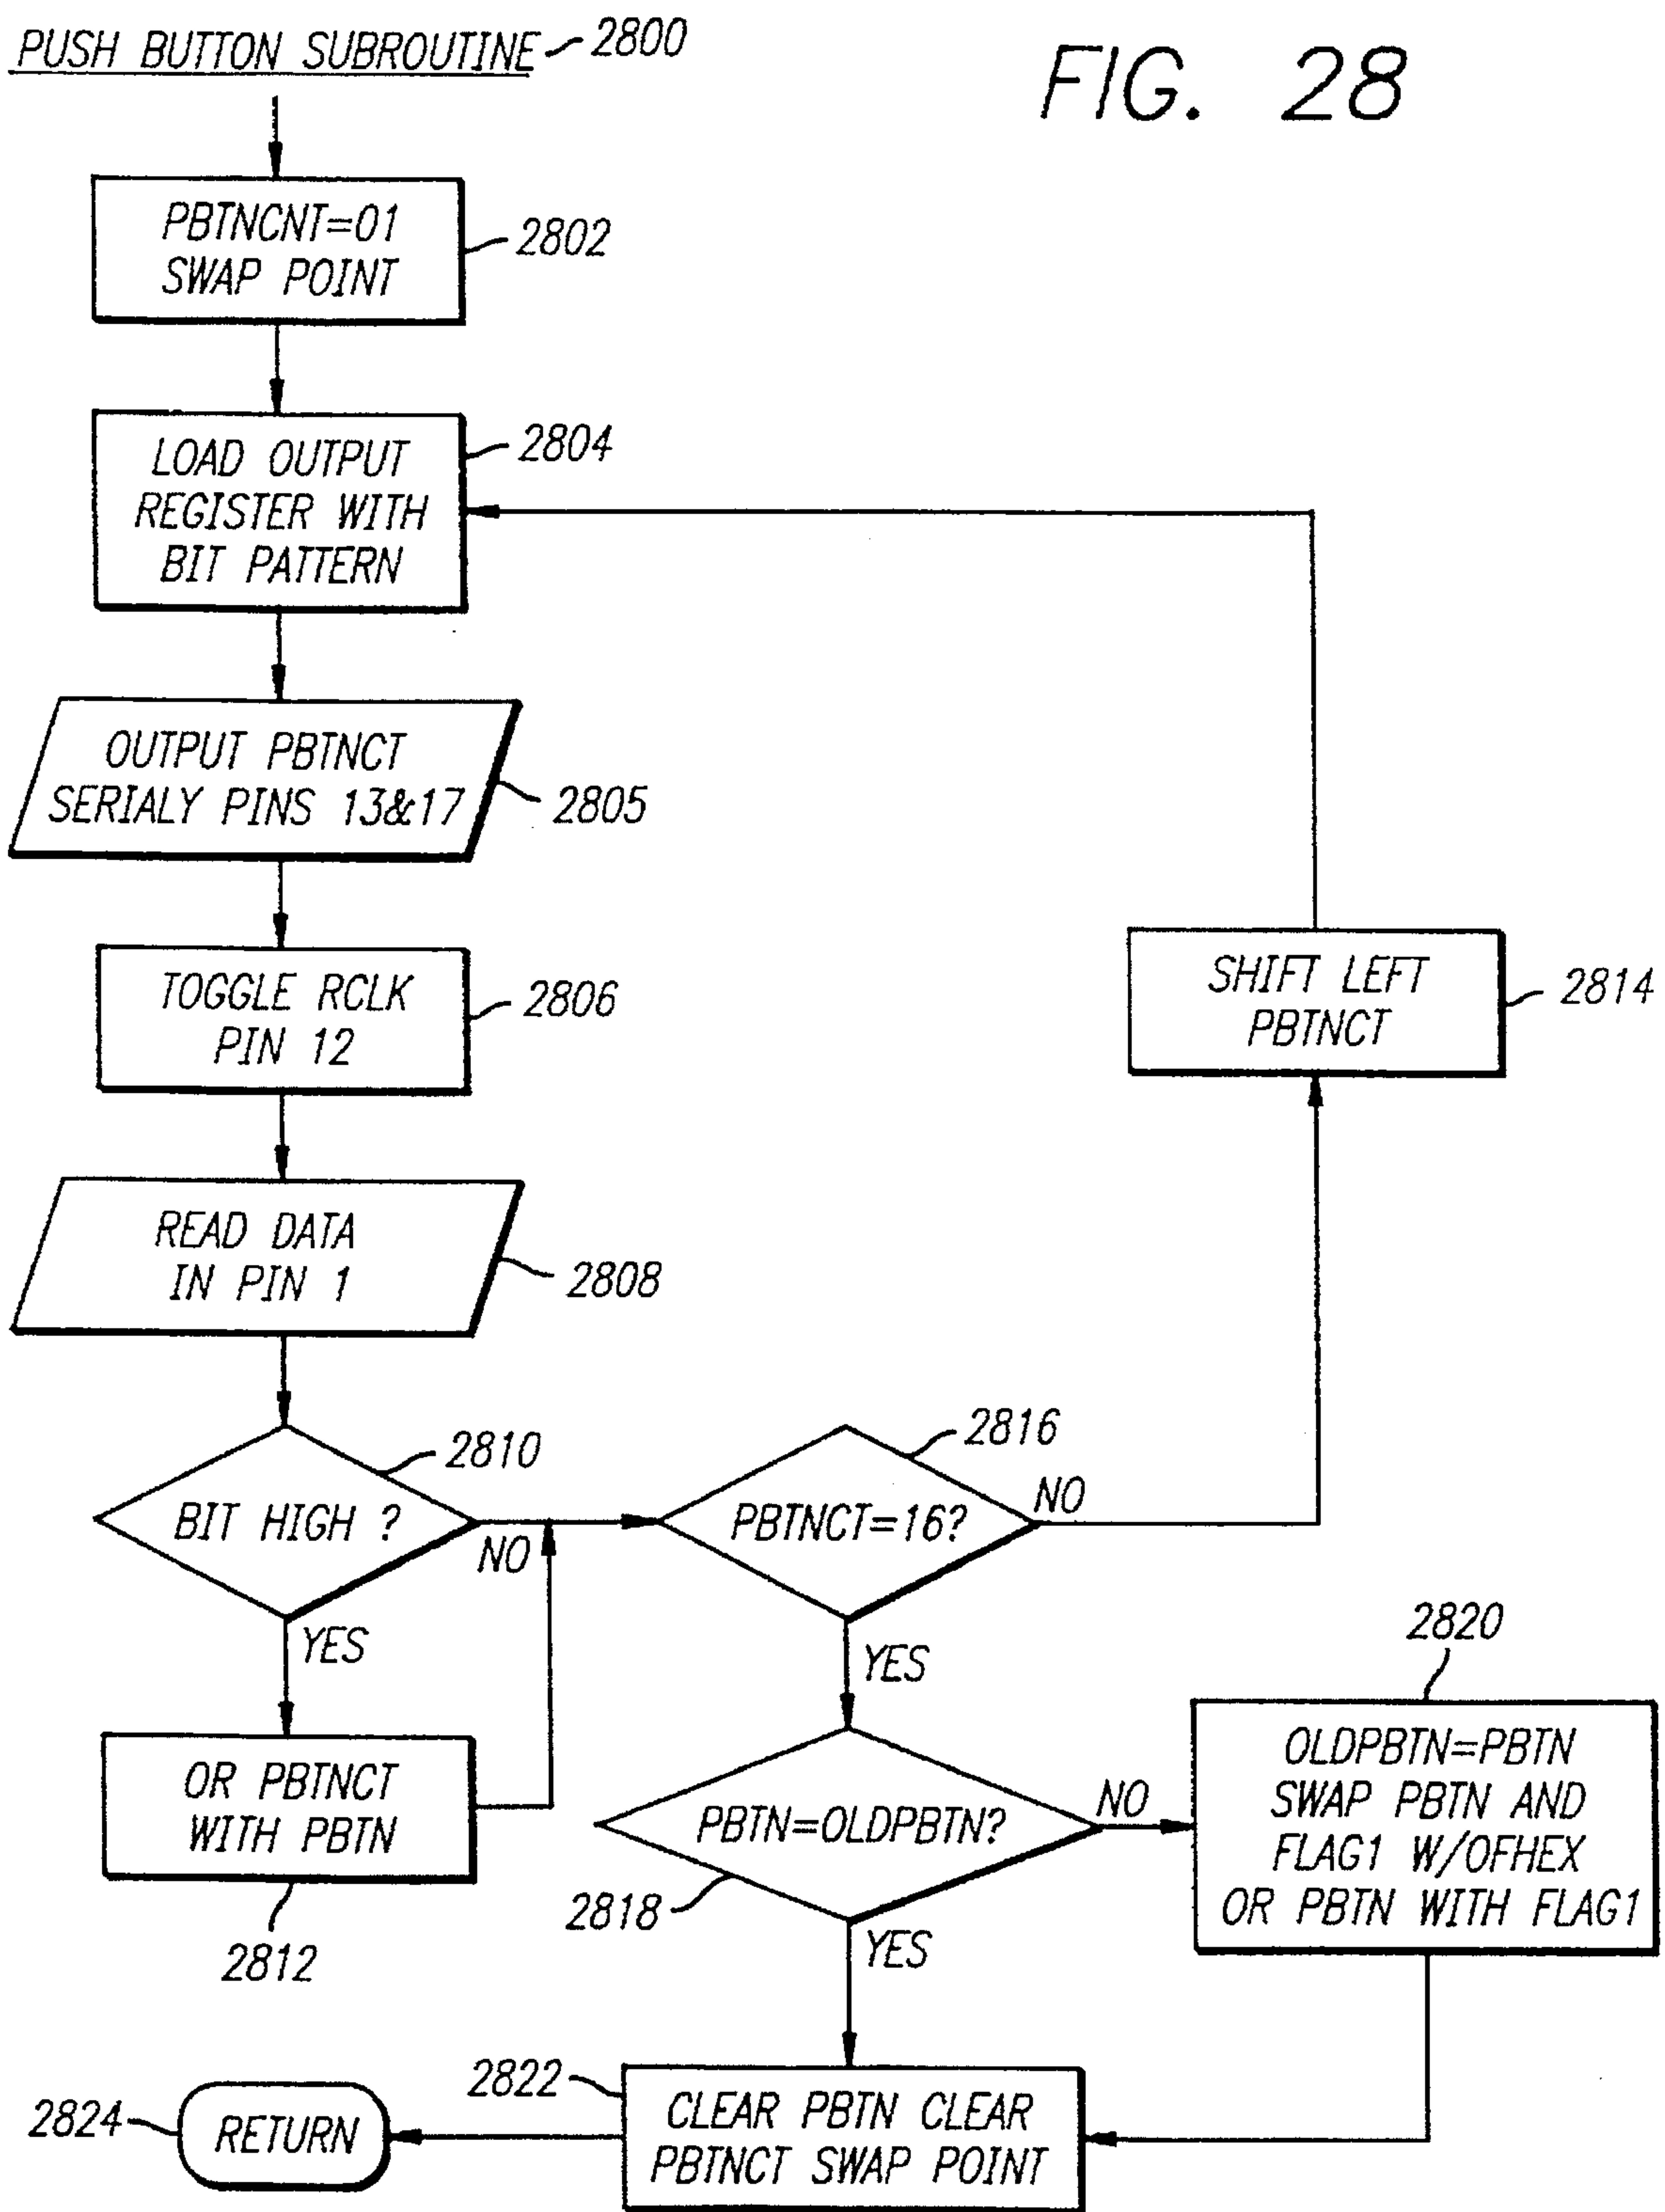 PUSH BUTTON SUBROUTINE 2800
FIG. 28
PBTNCNT=01
SWAP POINT
2802
LOAD OUTPUT
REGISTER WITH
BIT PATTERN
2804
OUTPUT PBTNCT
SERIALY PINS 13&17
2805
TOGGLE RCLK
PIN 12
2806
SHIFT LEFT
PBTNCT
2814
READ DATA
IN PIN 1
2808
BIT HIGH ?
2810
NO
YES
PBTNCT=16?
2816
NO
YES
OR PBTNCT
WITH PBTN
2812
PBTN=OLDPBTN?
2818
NO
YES
2820
OLDPBTN=PBTN
SWAP PBTN AND
FLAG1 W/OFHEX
OR PBTN WITH FLAG1
2822
CLEAR PBTN CLEAR
PBTNCT SWAP POINT
2824
RETURN